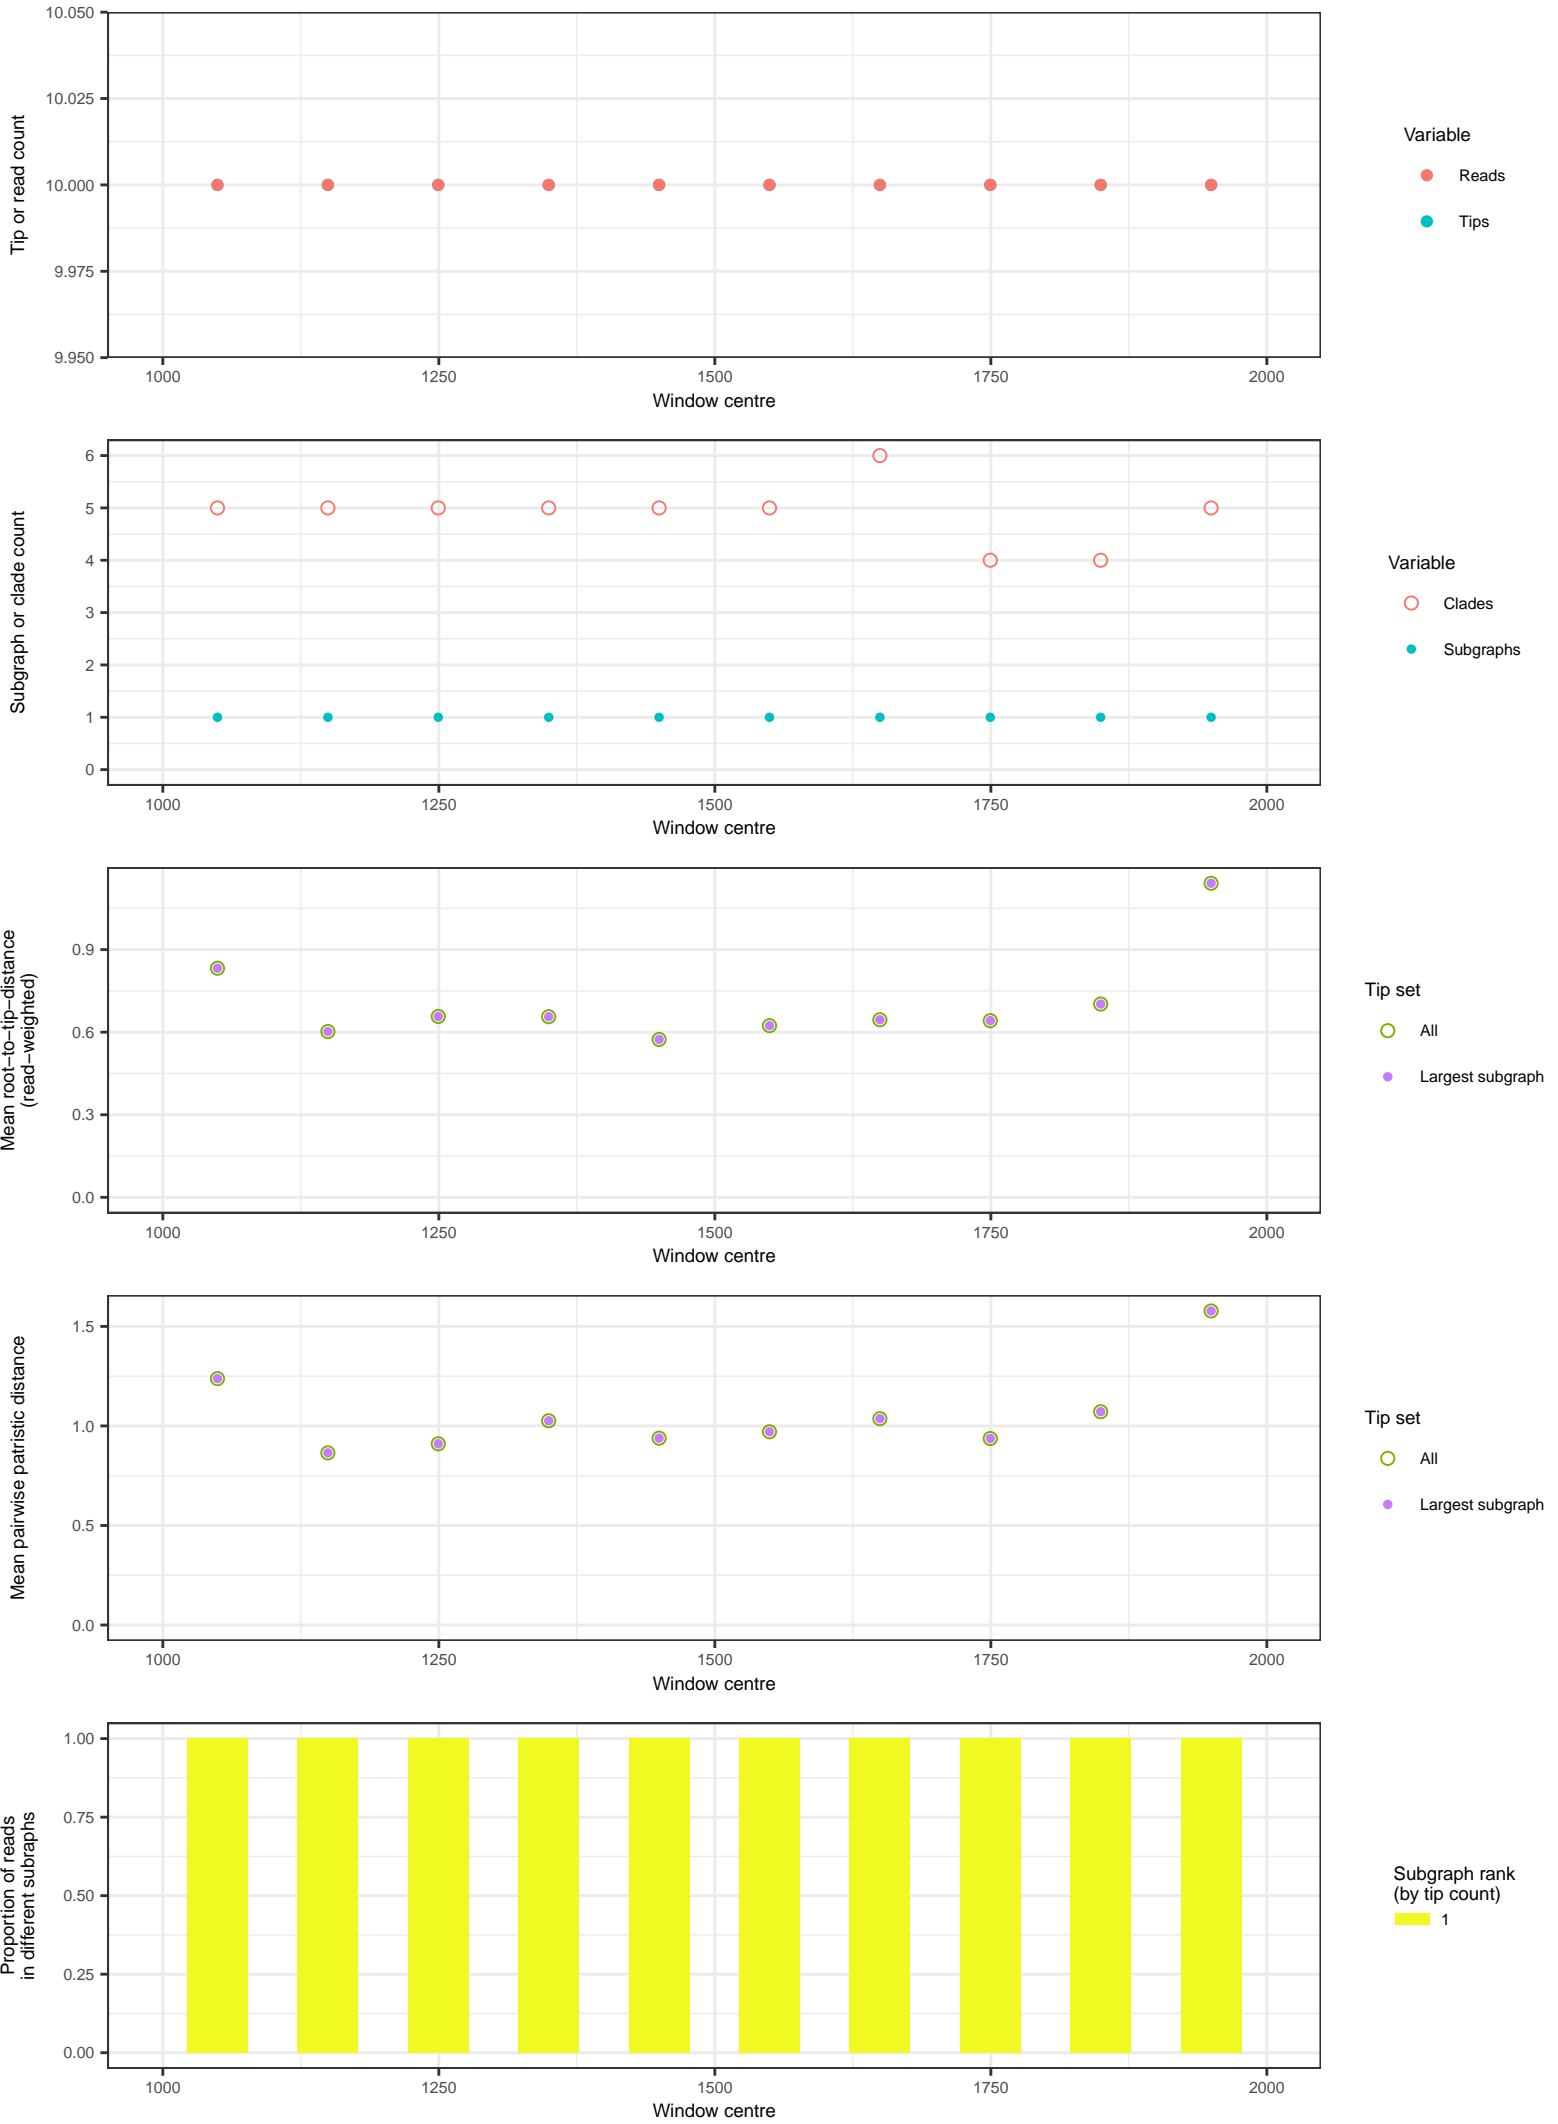 10.050
10.025
10.000
9.975
9.950
Tip or read count
1000 1250 1500 1750 2000
Window centre
Variable
Reads
Tips
6
5
4
3
2
1
0
Subgraph or clade count
1000 1250 1500 1750 2000
Window centre
Variable
Clades
Subgraphs
0.9
0.6
0.3
0.0
Mean root−to−tip−distance
(read−weighted)
1000 1250 1500 1750 2000
Window centre
Tip set
All
Largest subgraph
1.5
1.0
0.5
0.0
Mean pairwise patristic distance
1000 1250 1500 1750 2000
Window centre
Tip set
All
Largest subgraph
1.00
0.75
0.50
0.25
0.00
Proportion of reads
in different subraphs
1000 1250 1500 1750 2000
Window centre
Subgraph rank
(by tip count)
1